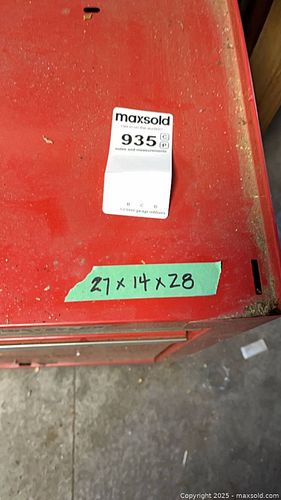 maxsold
935
C
P
notes and measurements
27 x 14 x 28
Copyright 2025 - maxsold.com